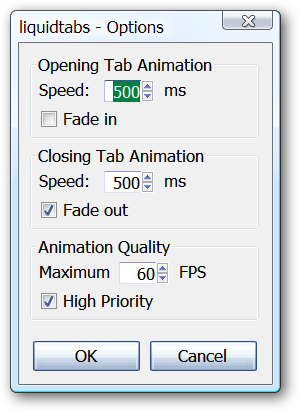 liquidtabs - Options
Opening Tab Animation
Speed: 500 ms
Fade in
Closing Tab Animation
Speed: 500 ms
Fade out
Animation Quality
Maximum 60 FPS
High Priority
OK Cancel